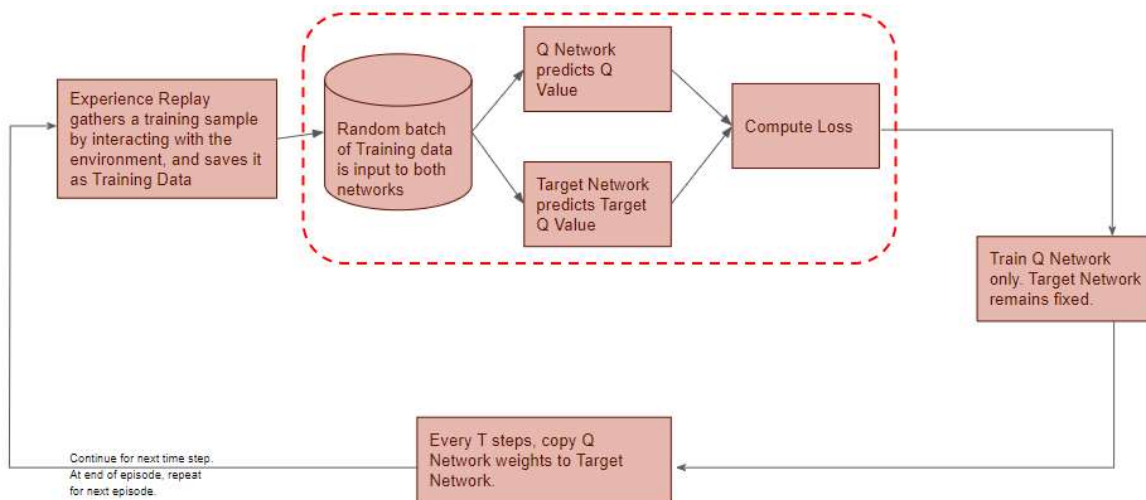 Experience Replay
gathers a training sample
by interacting with the
environment, and saves it
as Training Data
Random batch
of Training data
is input to both
networks
Q Network
predicts Q
Value
Target Network
predicts Target
Q Value
Compute Loss
Train Q Network
only. Target Network
remains fixed.
Every T steps, copy Q
Network weights to Target
Network.
Continue for next time step.
At end of episode, repeat
for next episode.